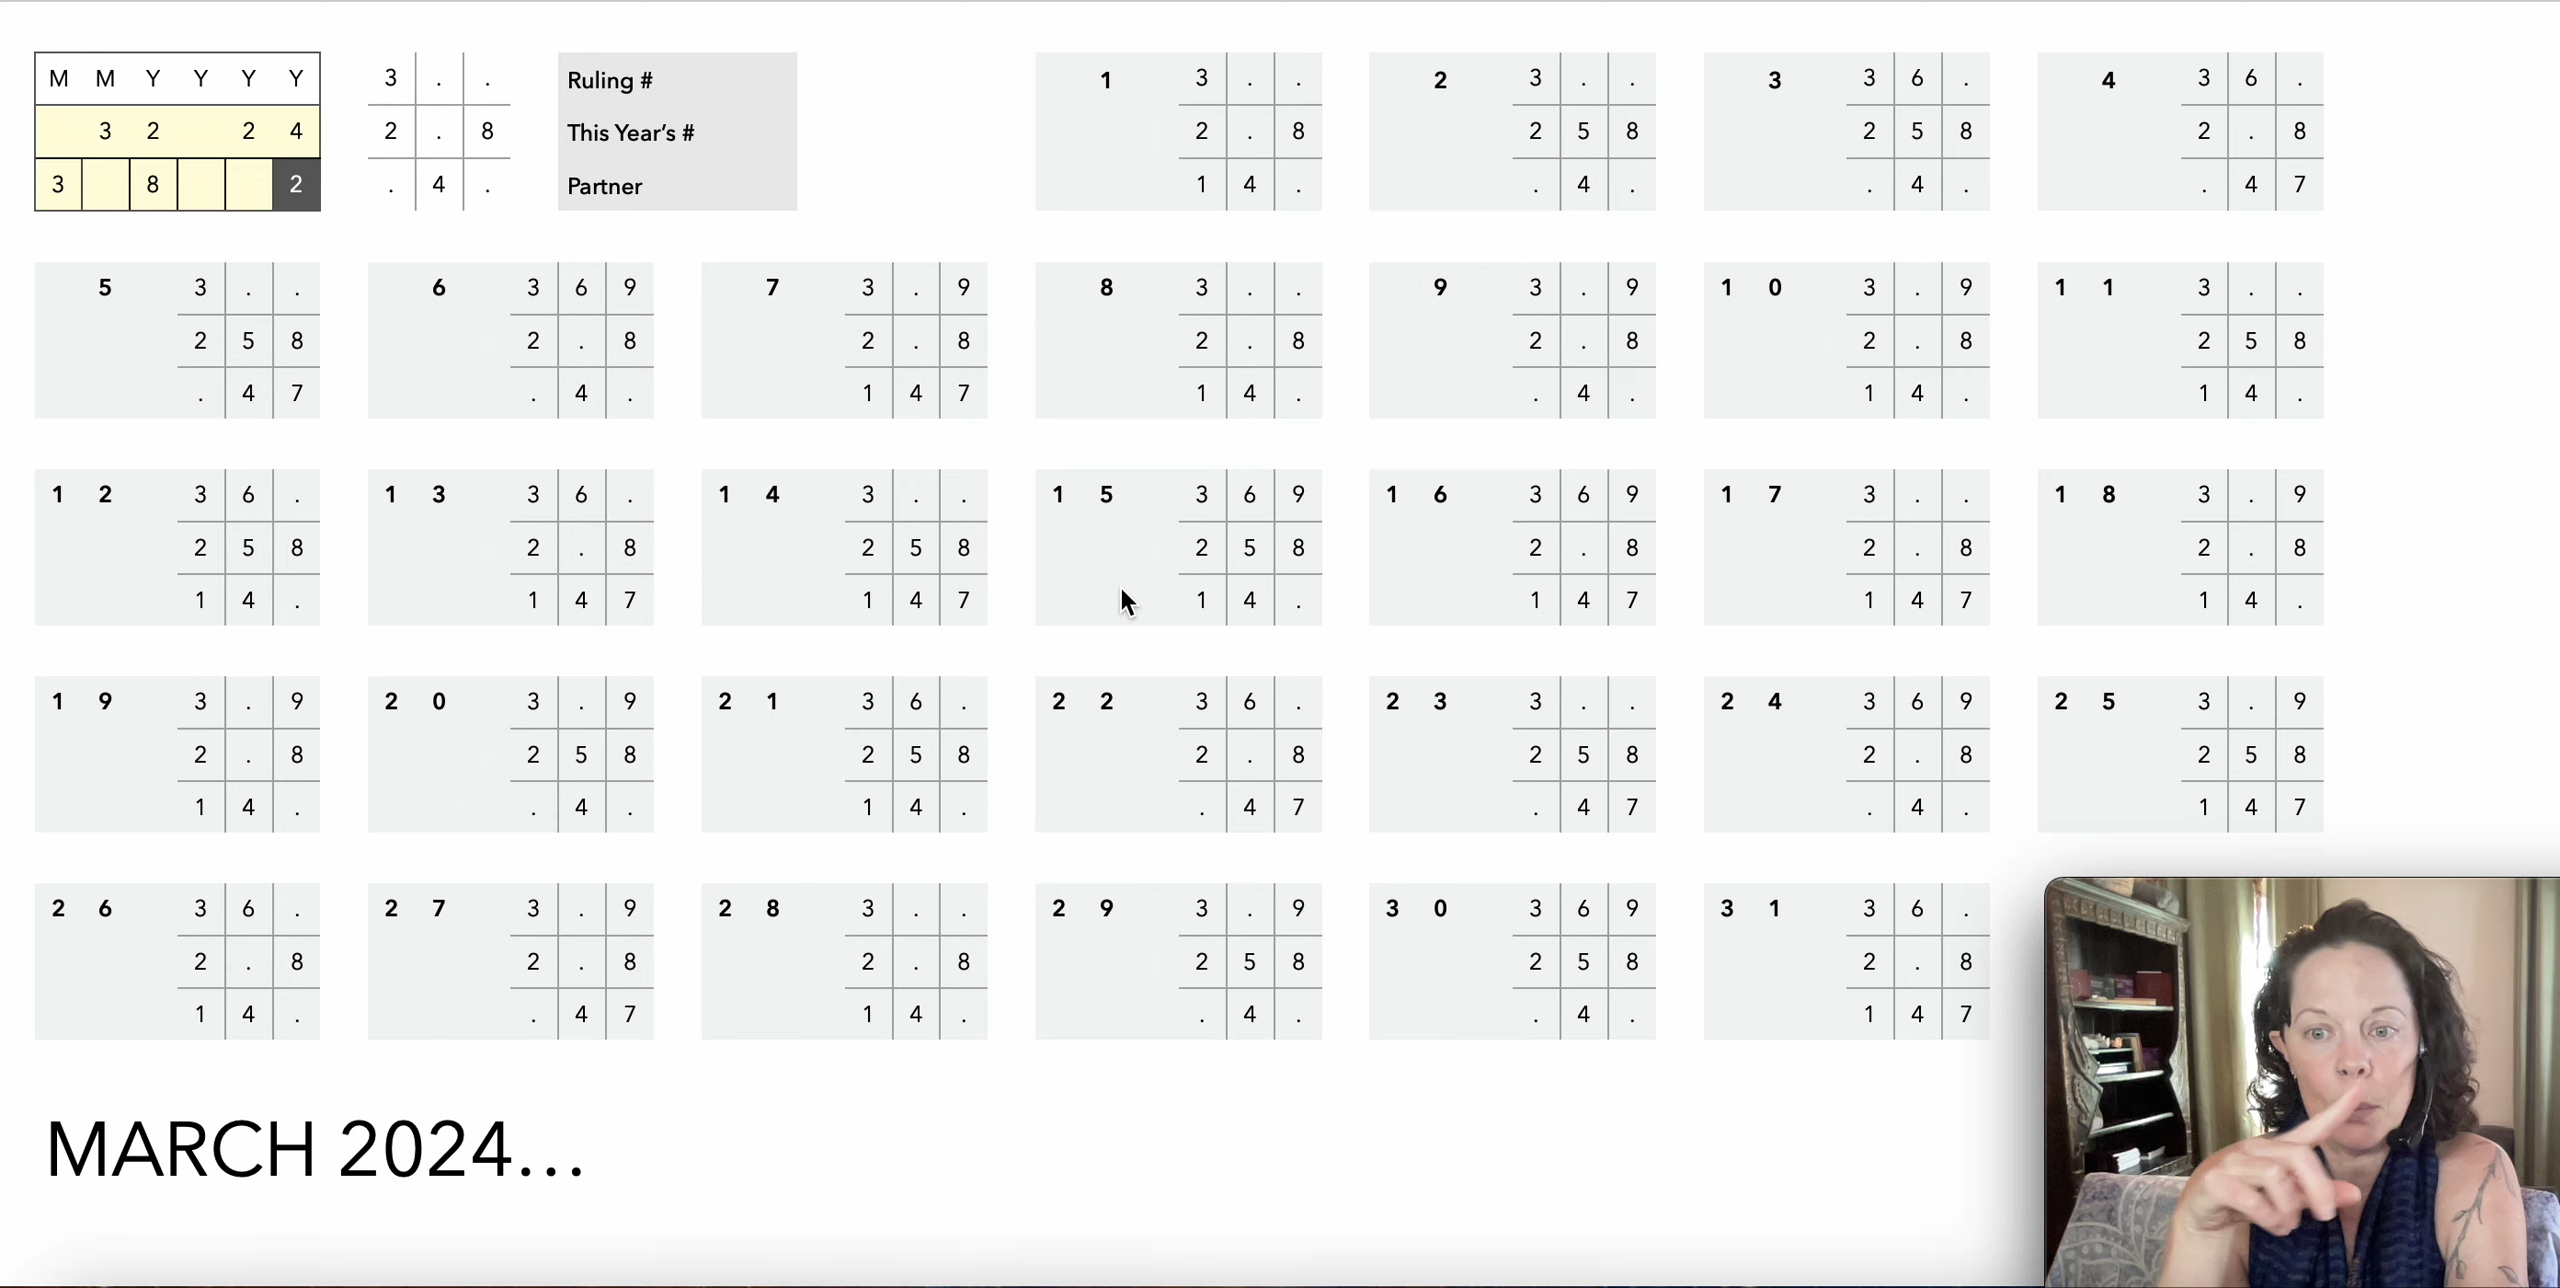 M M Y Y Y Y
3 2 2 4
3 8 2
3 . .
2 . 8
. 4 .
Ruling #
This Year's #
Partner
1 3 . .
2 . 8
1 4 .
2 3 . .
2 5 8
. 4 .
3 3 6 .
2 5 8
. 4 .
4 3 6 .
2 . 8
. 4 7
5 3 . .
2 5 8
. 4 7
6 3 6 9
2 . 8
. 4 .
7 3 . 9
2 . 8
1 4 7
8 3 . .
2 . 8
1 4 .
9 3 . 9
2 . 8
. 4 .
1 0 3 . 9
2 . 8
1 4 .
1 1 3 . .
2 5 8
1 4 .
1 2 3 6 .
2 5 8
1 4 .
1 3 3 6 .
2 . 8
1 4 7
1 4 3 . .
2 5 8
1 4 7
1 5 3 6 9
2 5 8
1 4 .
1 6 3 6 9
2 . 8
1 4 7
1 7 3 . .
2 . 8
1 4 7
1 8 3 . 9
2 . 8
1 4 .
1 9 3 . 9
2 . 8
1 4 .
2 0 3 . 9
2 5 8
. 4 .
2 1 3 6 .
2 5 8
1 4 .
2 2 3 6 .
2 . 8
. 4 7
2 3 3 . .
2 5 8
. 4 7
2 4 3 6 9
2 . 8
. 4 .
2 5 3 . 9
2 5 8
1 4 7
2 6 3 6 .
2 . 8
1 4 .
2 7 3 . 9
2 . 8
. 4 7
2 8 3 . .
2 . 8
1 4 .
2 9 3 . 9
2 5 8
. 4 .
3 0 3 6 9
2 5 8
. 4 .
3 1 3 6 .
2 . 8
1 4 7
MARCH 2024...